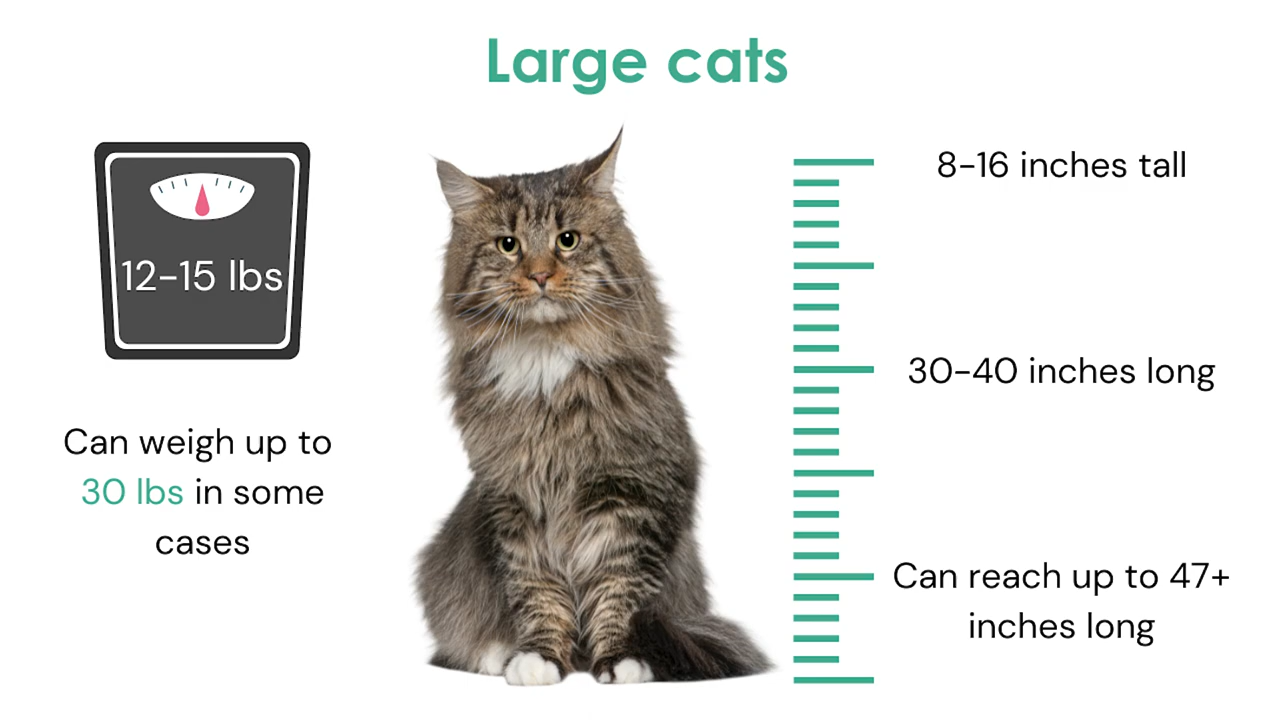 Large cats
12-15 lbs
Can weigh up to
30 lbs in some
cases
8-16 inches tall
30-40 inches long
Can reach up to 47+
inches long